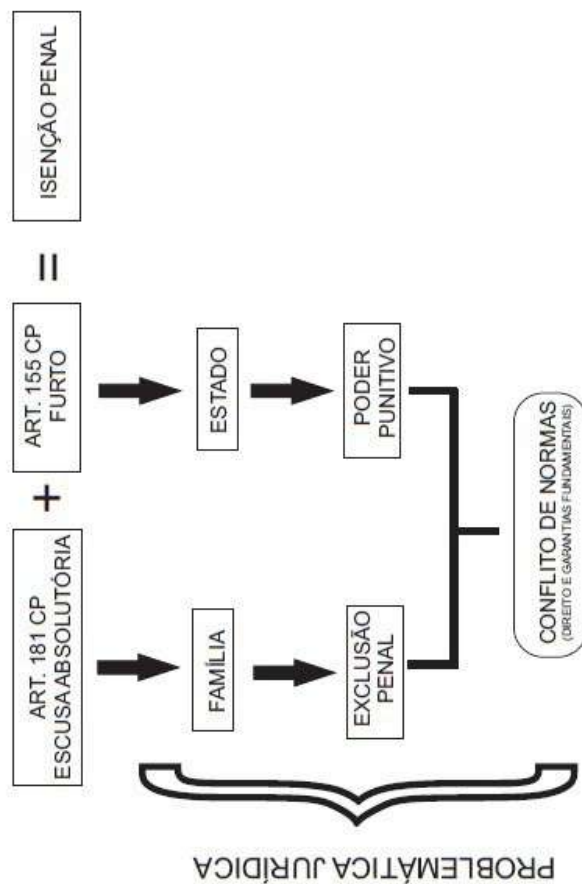 ART. 181 CP
ESCUSA ABSOLUTÓRIA
+
ART. 155 CP
FURTO
=
ISENÇÃO PENAL
FAMÍLIA
ESTADO
EXCLUSÃO
PENAL
PODER
PUNITIVO
CONFLITO DE NORMAS
(DIREITO E GARANTIAS FUNDAMENTAIS)
PROBLEMÁTICA JURÍDICA